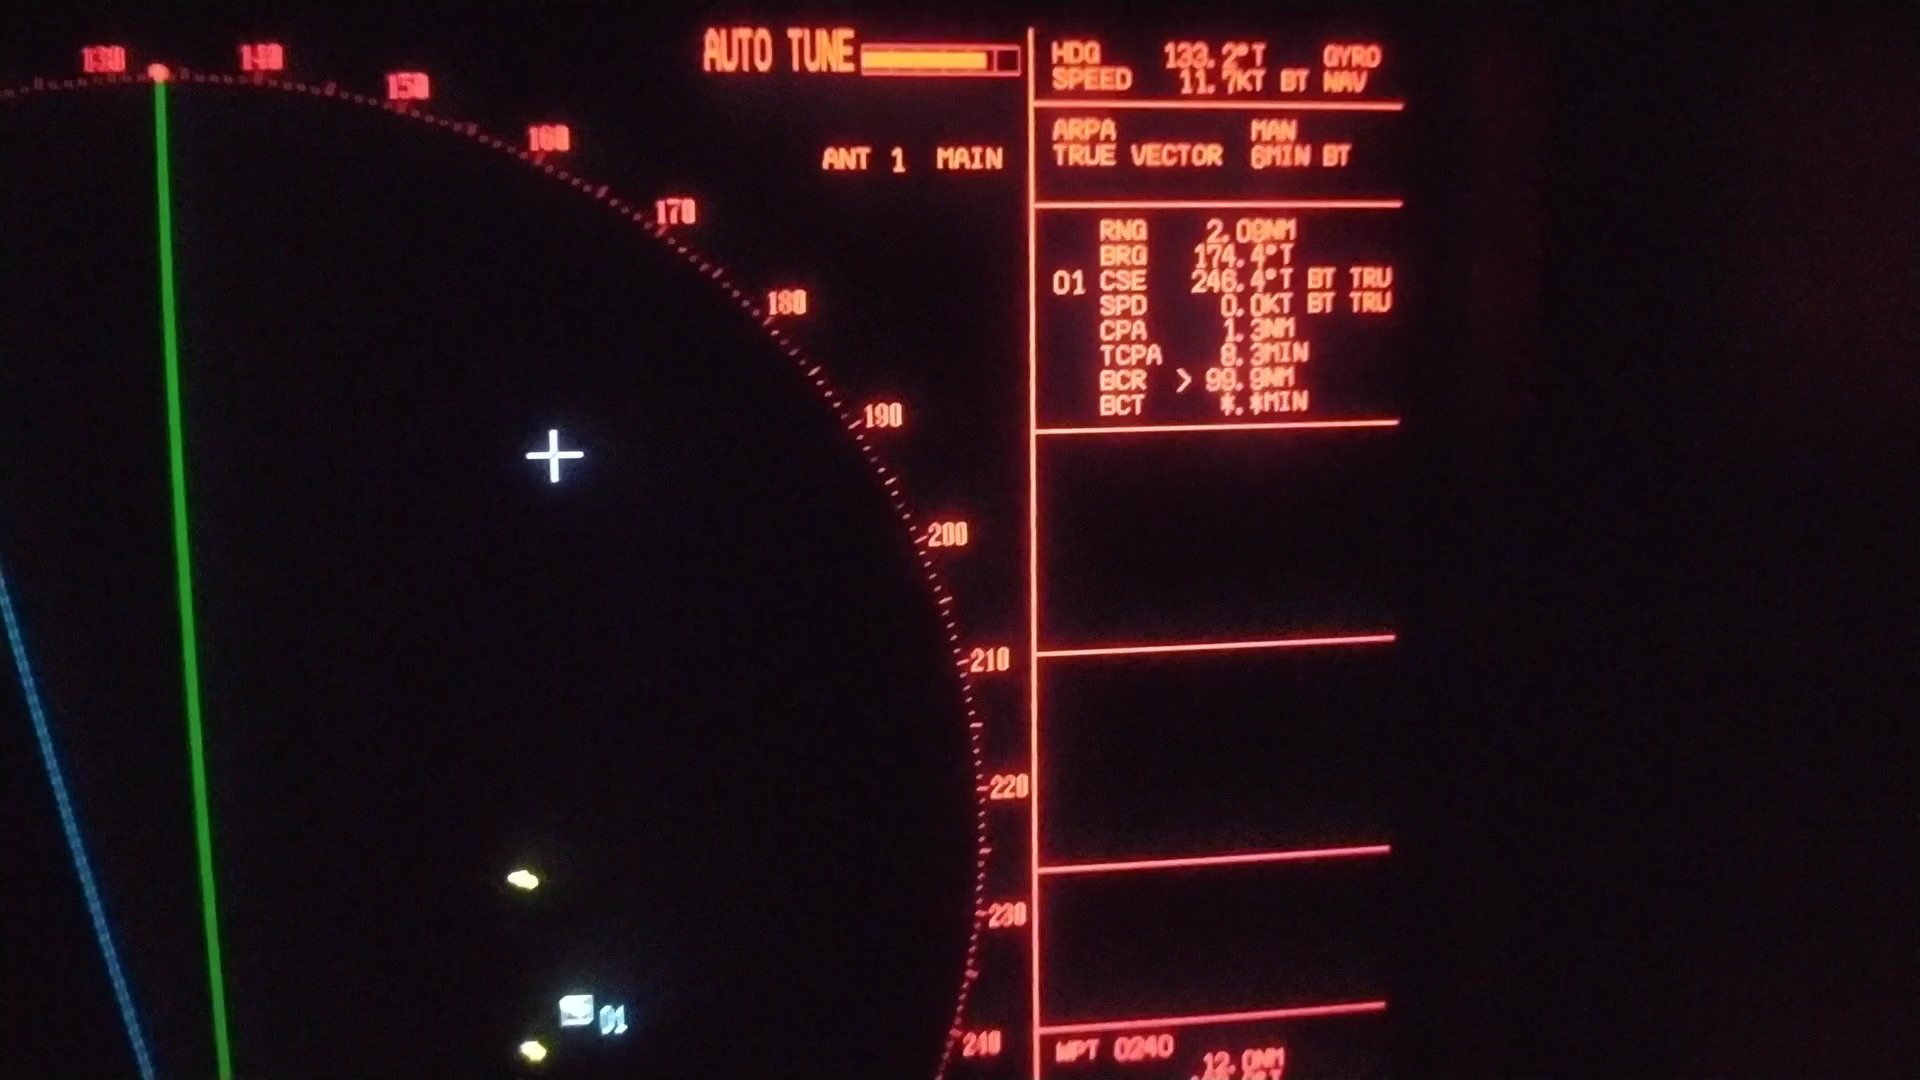 AUTO TUNE
ANT 1 MAIN
130
140
150
160
170
180
190
200
210
220
230
240
01
HDG 133.2°T GYRO
SPEED 11.7KT BT NAV
ARPA MAN
TRUE VECTOR 6MIN BT
RNG 2.09NM
BRG 174.4°T
01 CSE 246.4°T BT TRU
SPD 0.0KT BT TRU
CPA 1.3NM
TCPA 8.3MIN
BCR > 99.9NM
BCT *.*MIN
WPT 0240
12.0NM